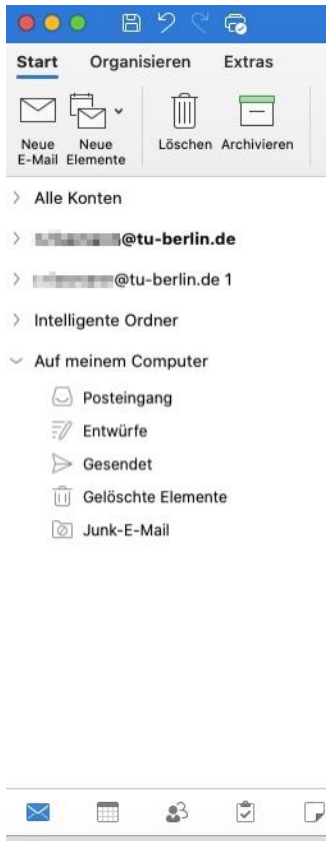 Start Organisieren Extras
Neue E-Mail Neue Elemente Löschen Archivieren
Alle Konten
@tu-berlin.de
@tu-berlin.de 1
Intelligente Ordner
Auf meinem Computer
Posteingang
Entwürfe
Gesendet
Gelöschte Elemente
Junk-E-Mail